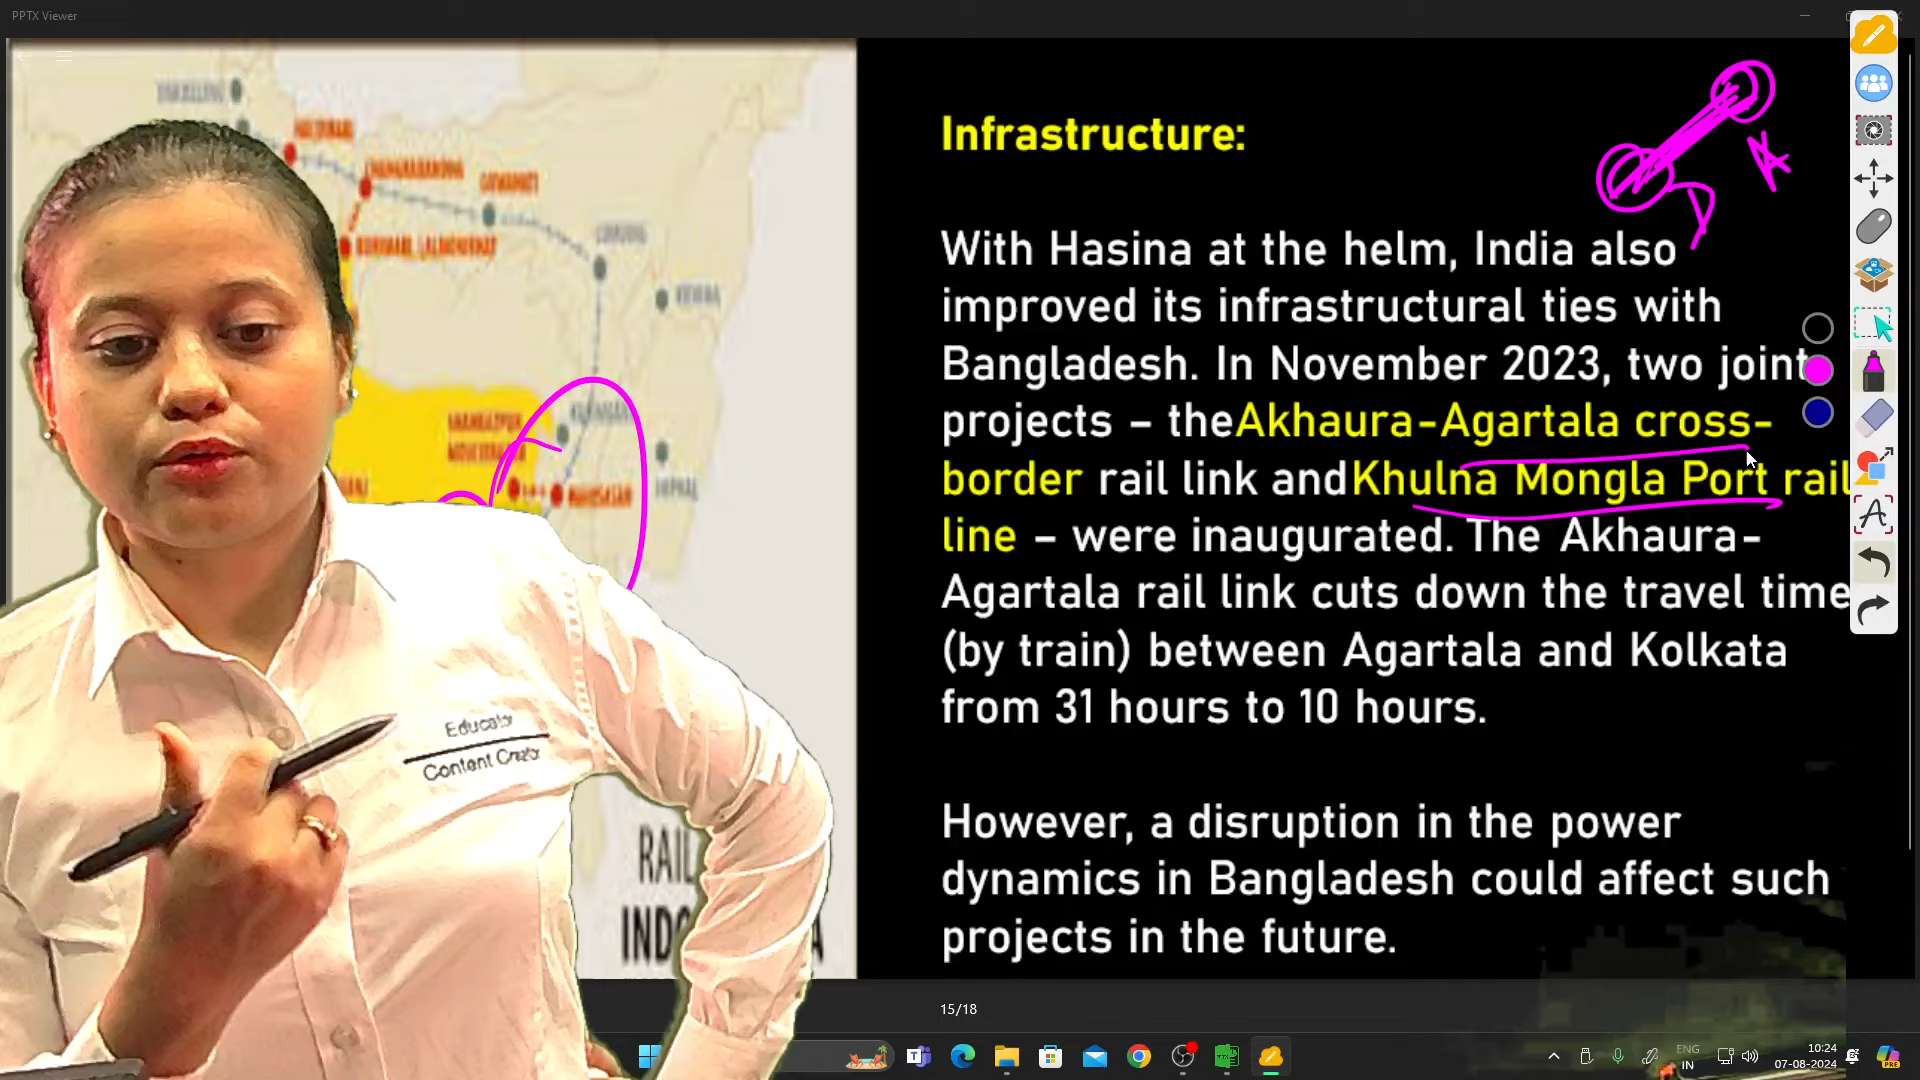 PPTX Viewer
Infrastructure:
With Hasina at the helm, India also
improved its infrastructural ties with
Bangladesh. In November 2023, two joint
projects – theAkhaura-Agartala cross-
border rail link andKhulna Mongla Port rail
line – were inaugurated. The Akhaura-
Agartala rail link cuts down the travel time
(by train) between Agartala and Kolkata
from 31 hours to 10 hours.
However, a disruption in the power
dynamics in Bangladesh could affect such
projects in the future.
Educator
Content Creator
RAIL
15/18
ENG
IN
10:24
07-08-2024